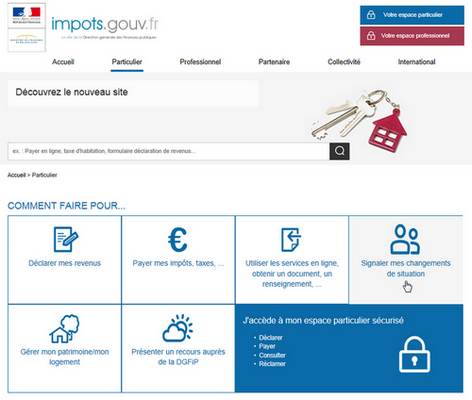 impots.gouv.fr
un site de la Direction générale des Finances publiques
Votre espace particulier
Votre espace professionnel
Accueil Particulier Professionnel Partenaire Collectivité International
Découvrez le nouveau site
ex. : Payer en ligne, taxe d'habitation, formulaire déclaration de revenus...
Accueil > Particulier
COMMENT FAIRE POUR...
Déclarer mes revenus
Payer mes impôts, taxes, ...
Utiliser les services en ligne,
obtenir un document, un
renseignement, ...
Signaler mes changements
de situation
Gérer mon patrimoine/mon
logement
Présenter un recours auprès
de la DGFiP
J'accède à mon espace particulier sécurisé
• Déclarer
• Payer
• Consulter
• Réclamer